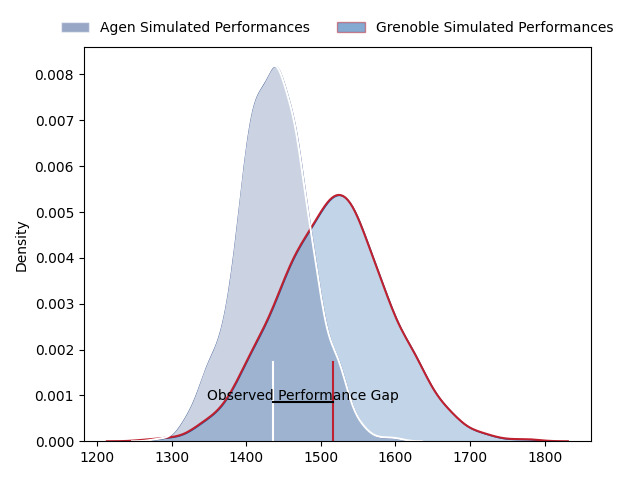 Agen Simulated Performances Grenoble Simulated Performances
0.008
0.007
0.006
0.005
0.004
0.003
0.002
0.001
0.000
Density
Observed Performance Gap
1200 1300 1400 1500 1600 1700 1800